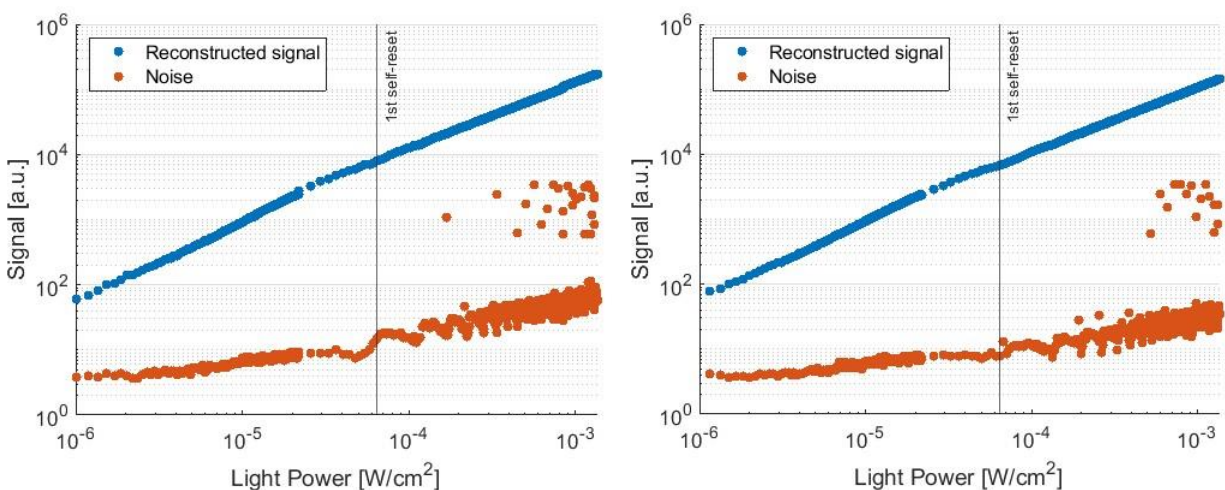 10^6
Reconstructed signal
Noise
1st self-reset
10^4
Signal [a.u.]
10^2
10^0
10^-6
10^-5
10^-4
10^-3
Light Power [W/cm^2]
10^6
Reconstructed signal
Noise
1st self-reset
10^4
Signal [a.u.]
10^2
10^0
10^-6
10^-5
10^-4
10^-3
Light Power [W/cm^2]